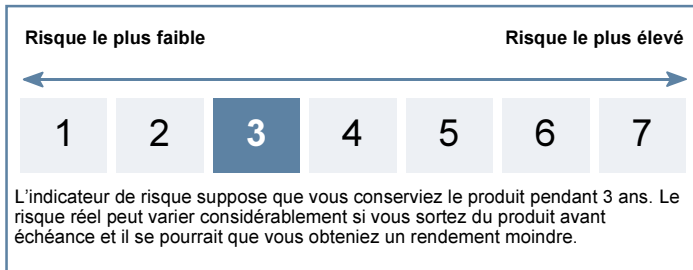 Risque le plus faible Risque le plus élevé
1 2 3 4 5 6 7
L'indicateur de risque suppose que vous conserviez le produit pendant 3 ans. Le
risque réel peut varier considérablement si vous sortez du produit avant
échéance et il se pourrait que vous obteniez un rendement moindre.